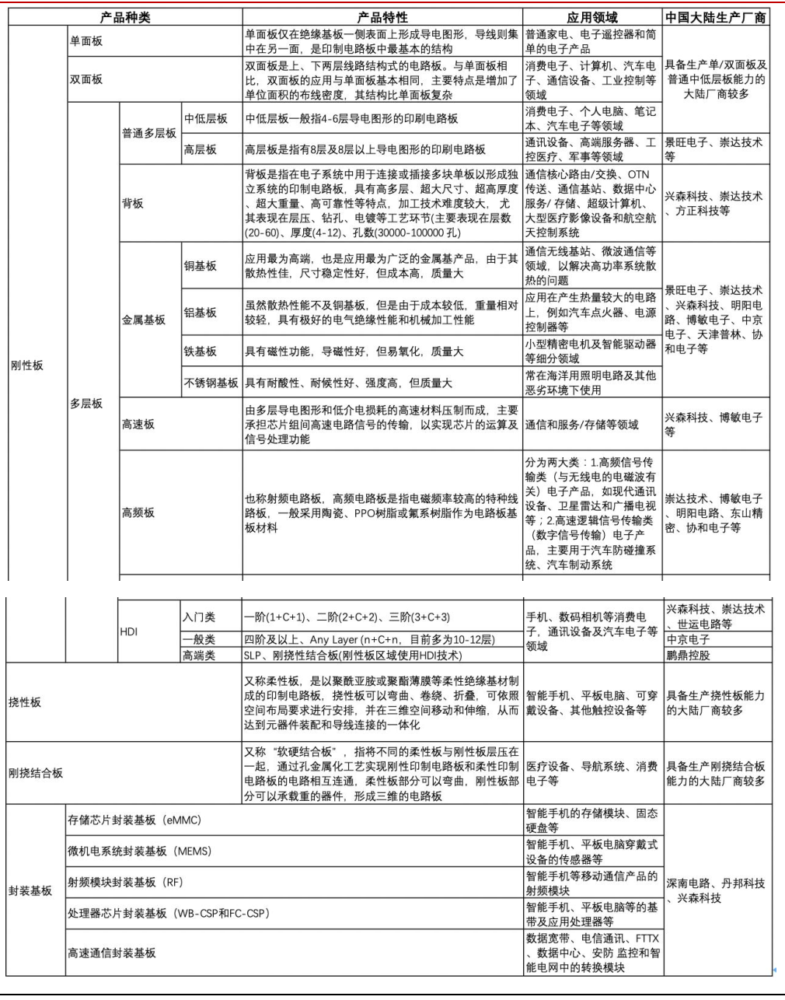 产品种类 产品特性 应用领域 中国大陆生产厂商
单面板
单面板仅在绝缘基板一侧表面上形成导电图形，导线则集
中在另一面，是印制电路板中最基本的结构
普通家电、电子遥控器和简
单的电子产品
具备生产单/双面板及
普通中低层板能力的
大陆厂商较多
双面板
双面板是上、下两层线路结构式的电路板。与单面板相
比，双面板的应用与单面板基本相同，主要特点是增加了
单位面积的布线密度，其结构比单面板复杂
消费电子、计算机、汽车电
子、通信设备、工业控制等
领域
刚性板
多层板
普通多层板
中低层板
中低层板一般指4-6层导电图形的印刷电路板
消费电子、个人电脑、笔记
本、汽车电子等领域
高层板
高层板是指有8层及8层以上导电图形的印刷电路板
通讯设备、高端服务器、工
控医疗、军事等领域
景旺电子、崇达技术
等
背板
背板是指在电子系统中用于连接或插接多块单板以形成独
立系统的印制电路板，具有高多层、超大尺寸、超高厚度
、超大重量、高可靠性等特点，加工技术难度较大， 尤
其表现在层压、钻孔、电镀等工艺环节(主要表现在层数
(20-60)、厚度(4-12)、孔数(30000-100000 孔)
通信核心路由/交换、OTN
传送、通信基站、数据中心
服务/ 存储、超级计算机、
大型医疗影像设备和航空航
天控制系统
兴森科技、崇达技术
、方正科技等
金属基板
铜基板
应用最为高端，也是应用最为广泛的金属基产品，由于其
散热性佳，尺寸稳定性好，但成本高，质量大
通信无线基站、微波通信等
领域，以解决高功率系统散
热的问题
景旺电子、崇达技术
、兴森科技、明阳电
路、博敏电子、中京
电子、天津普林、协
和电子等
铝基板
虽然散热性能不及铜基板，但是由于成本较低，重量相对
较轻，具有极好的电气绝缘性能和机械加工性能
应用在产生热量较大的电路
上，例如汽车点火器、电源
控制器等
铁基板
具有磁性功能，导磁性好，但易氧化，质量大
小型精密电机及智能驱动器
等细分领域
不锈钢基板
具有耐酸性、耐候性好、强度高，但质量大
常在海洋用照明电路及其他
恶劣环境下使用
高速板
由多层导电图形和低介电损耗的高速材料压制而成，主要
承担芯片组间高速电路信号的传输，以实现芯片的运算及
信号处理功能
通信和服务/存储等领域
兴森科技、博敏电子
等
高频板
也称射频电路板，高频电路板是指电磁频率较高的特种线
路板，一般采用陶瓷、PPO树脂或氟系树脂作为电路板基
板材料
分为两大类：1.高频信号传
输类（与无线电的电磁波有
关）电子产品，如现代通讯
设备、卫星雷达和广播电视
等；2.高速逻辑信号传输类
（数字信号传输）电子产
品，主要用于汽车防碰撞系
统、汽车制动系统
崇达技术、博敏电子
、明阳电路、东山精
密、协和电子等
HDI
入门类
一阶(1+C+1)、二阶(2+C+2)、三阶(3+C+3)
手机、数码相机等消费电
子，通讯设备及汽车电子等
领域
兴森科技、崇达技术
、世运电路等
一般类
四阶及以上、Any Layer (n+C+n，目前多为10-12层)
中京电子
高端类
SLP、刚挠性结合板(刚性板区域使用HDI技术)
鹏鼎控股
挠性板
又称柔性板，是以聚酰亚胺或聚酯薄膜等柔性绝缘基材制
成的印制电路板，挠性板可以弯曲、卷绕、折叠，可依照
空间布局要求进行安排，并在三维空间移动和伸缩，从而
达到元器件装配和导线连接的一体化
智能手机、平板电脑、可穿
戴设备、其他触控设备等
具备生产挠性板能力
的大陆厂商较多
刚挠结合板
又称“软硬结合板”，指将不同的柔性板与刚性板层压在
一起，通过孔金属化工艺实现刚性印制电路板和柔性印制
电路板的电路相互连通，柔性板部分可以弯曲，刚性板部
分可以承载重的器件，形成三维的电路板
医疗设备、导航系统、消费
电子等
具备生产刚挠结合板
能力的大陆厂商较多
封装基板
存储芯片封装基板（eMMC）
智能手机的存储模块、固态
硬盘等
深南电路、丹邦科技
、兴森科技
微机电系统封装基板（MEMS）
智能手机、平板电脑穿戴式
设备的传感器等
射频模块封装基板（RF）
智能手机等移动通信产品的
射频模块
处理器芯片封装基板（WB-CSP和FC-CSP）
智能手机、平板电脑等的基
带及应用处理器等
高速通信封装基板
数据宽带、电信通讯、FTTX
、数据中心、安防 监控和智
能电网中的转换模块